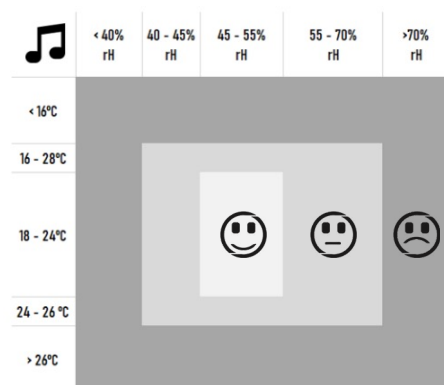 < 40% rH
40 - 45% rH
45 - 55% rH
55 - 70% rH
>70% rH
< 16°C
16 - 28°C
18 - 24°C
24 - 26 °C
> 26°C